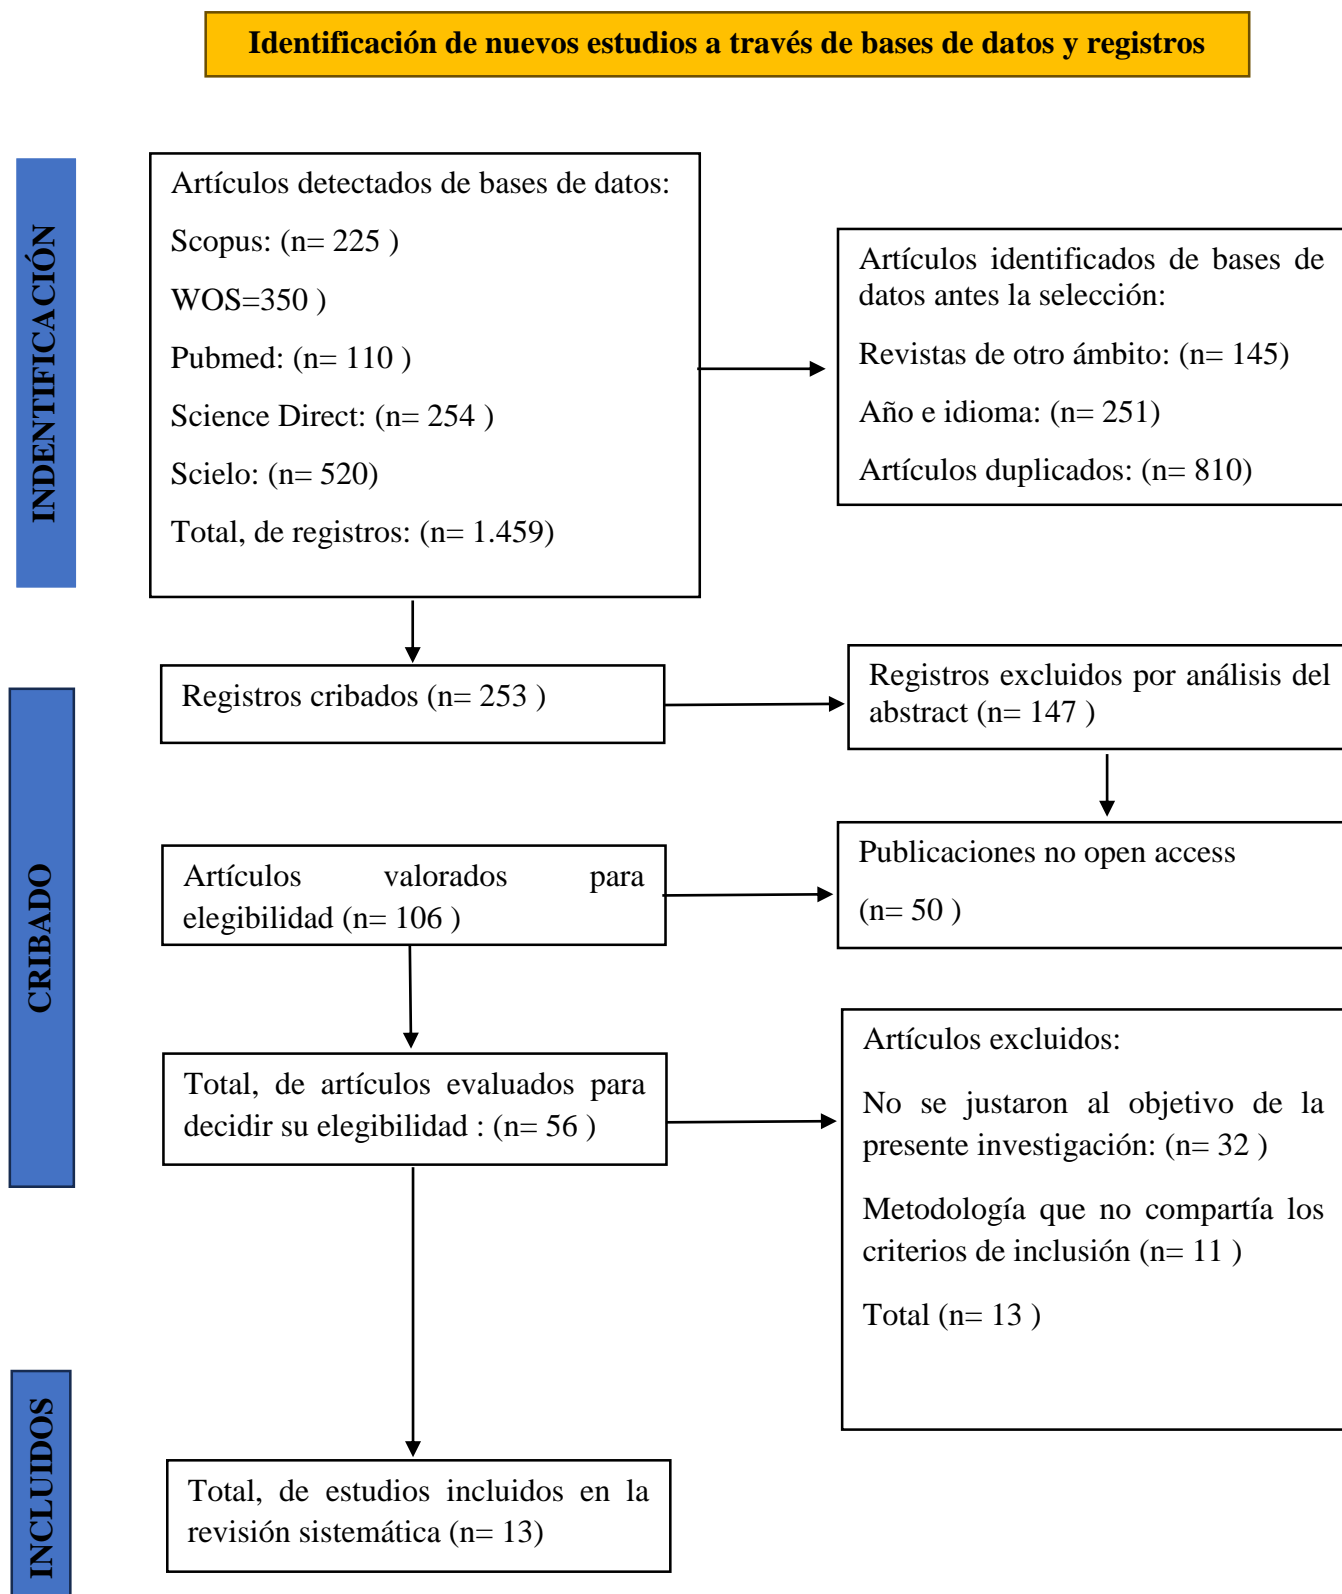 Identificación de nuevos estudios a través de bases de datos y registros
INDENTIFICACIÓN
Artículos detectados de bases de datos:
Scopus: (n= 225 )
WOS=350 )
Pubmed: (n= 110 )
Science Direct: (n= 254 )
Scielo: (n= 520)
Total, de registros: (n= 1.459)
Artículos identificados de bases de
datos antes la selección:
Revistas de otro ámbito: (n= 145)
Año e idioma: (n= 251)
Artículos duplicados: (n= 810)
CRIBADO
Registros cribados (n= 253 )
Registros excluidos por análisis del
abstract (n= 147 )
Artículos valorados para
elegibilidad (n= 106 )
Publicaciones no open access
(n= 50 )
Total, de artículos evaluados para
decidir su elegibilidad : (n= 56 )
Artículos excluidos:
No se justaron al objetivo de la
presente investigación: (n= 32 )
Metodología que no compartía los
criterios de inclusión (n= 11 )
Total (n= 13 )
INCLUIDOS
Total, de estudios incluidos en la
revisión sistemática (n= 13)